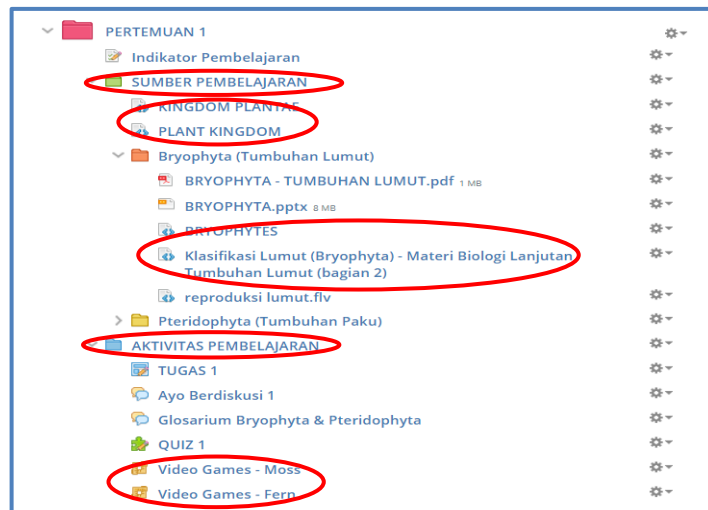 PERTEMUAN 1
Indikator Pembelajaran
SUMBER PEMBELAJARAN
KINGDOM PLANTAE
PLANT KINGDOM
Bryophyta (Tumbuhan Lumut)
BRYOPHYTA - TUMBUHAN LUMUT.pdf 1 MB
BRYOPHYTA.pptx 8 MB
BRYOPHYTES
Klasifikasi Lumut (Bryophyta) - Materi Biologi Lanjutan
Tumbuhan Lumut (bagian 2)
reproduksi lumut.flv
Pteridophyta (Tumbuhan Paku)
AKTIVITAS PEMBELAJARAN
TUGAS 1
Ayo Berdiskusi 1
Glosarium Bryophyta & Pteridophyta
QUIZ 1
Video Games - Moss
Video Games - Fern